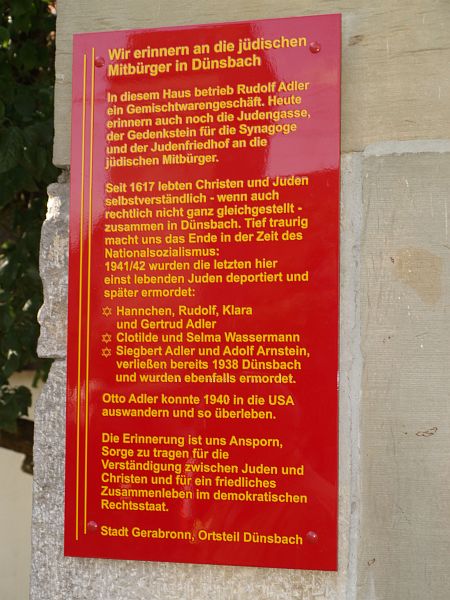 Wir erinnern an die jüdischen
Mitbürger in Dünsbach
In diesem Haus betrieb Rudolf Adler
ein Gemischtwarengeschäft. Heute
erinnern auch noch die Judengasse,
der Gedenkstein für die Synagoge
und der Judenfriedhof an die
jüdischen Mitbürger.
Seit 1617 lebten Christen und Juden
selbstverständlich - wenn auch
rechtlich nicht ganz gleichgestellt -
zusammen in Dünsbach. Tief traurig
macht uns das Ende in der Zeit des
Nationalsozialismus:
1941/42 wurden die letzten hier
einst lebenden Juden deportiert und
später ermordet:
✡ Hannchen, Rudolf, Klara
und Gertrud Adler
✡ Clotilde und Selma Wassermann
✡ Siegbert Adler und Adolf Arnstein,
verließen bereits 1938 Dünsbach
und wurden ebenfalls ermordet.
Otto Adler konnte 1940 in die USA
auswandern und so überleben.
Die Erinnerung ist uns Ansporn,
Sorge zu tragen für die
Verständigung zwischen Juden und
Christen und für ein friedliches
Zusammenleben im demokratischen
Rechtsstaat.
Stadt Gerabronn, Ortsteil Dünsbach